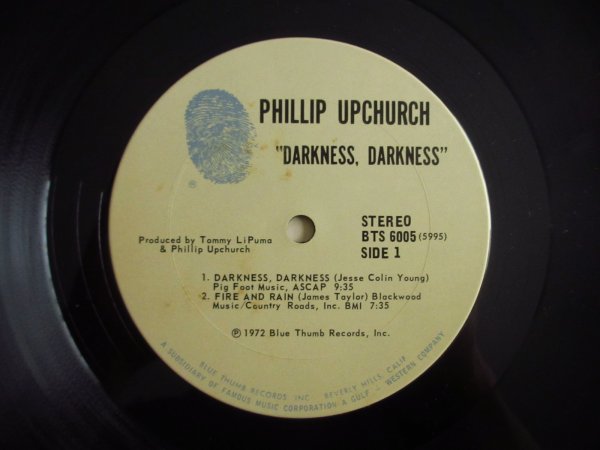 PHILLIP UPCHURCH
"DARKNESS, DARKNESS"
®
Produced by Tommy LiPuma
& Phillip Upchurch
STEREO
BTS 6005 (5995)
SIDE 1
1. DARKNESS, DARKNESS (Jesse Colin Young)
Pig Foot Music, ASCAP 9:35
2. FIRE AND RAIN (James Taylor) Blackwood
Music/Country Roads, Inc. BMI 7:35
℗ 1972 Blue Thumb Records, Inc.
BLUE THUMB RECORDS INC. BEVERLY HILLS, CALIF.
A SUBSIDIARY OF FAMOUS MUSIC CORPORATION A GULF + WESTERN COMPANY